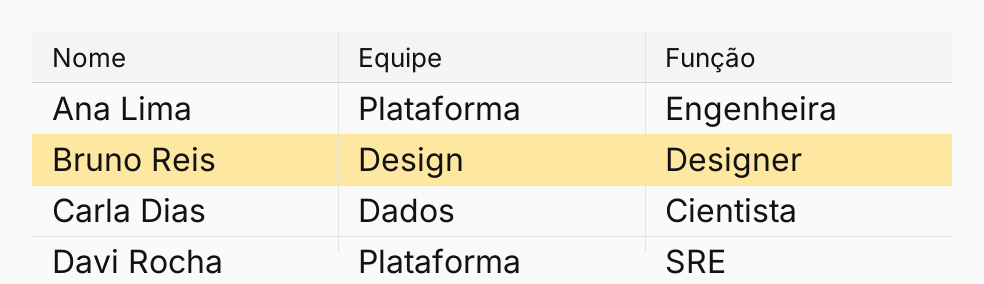 Nome Equipe Função
Ana Lima Plataforma Engenheira
Bruno Reis Design Designer
Carla Dias Dados Cientista
Davi Rocha Plataforma SRE